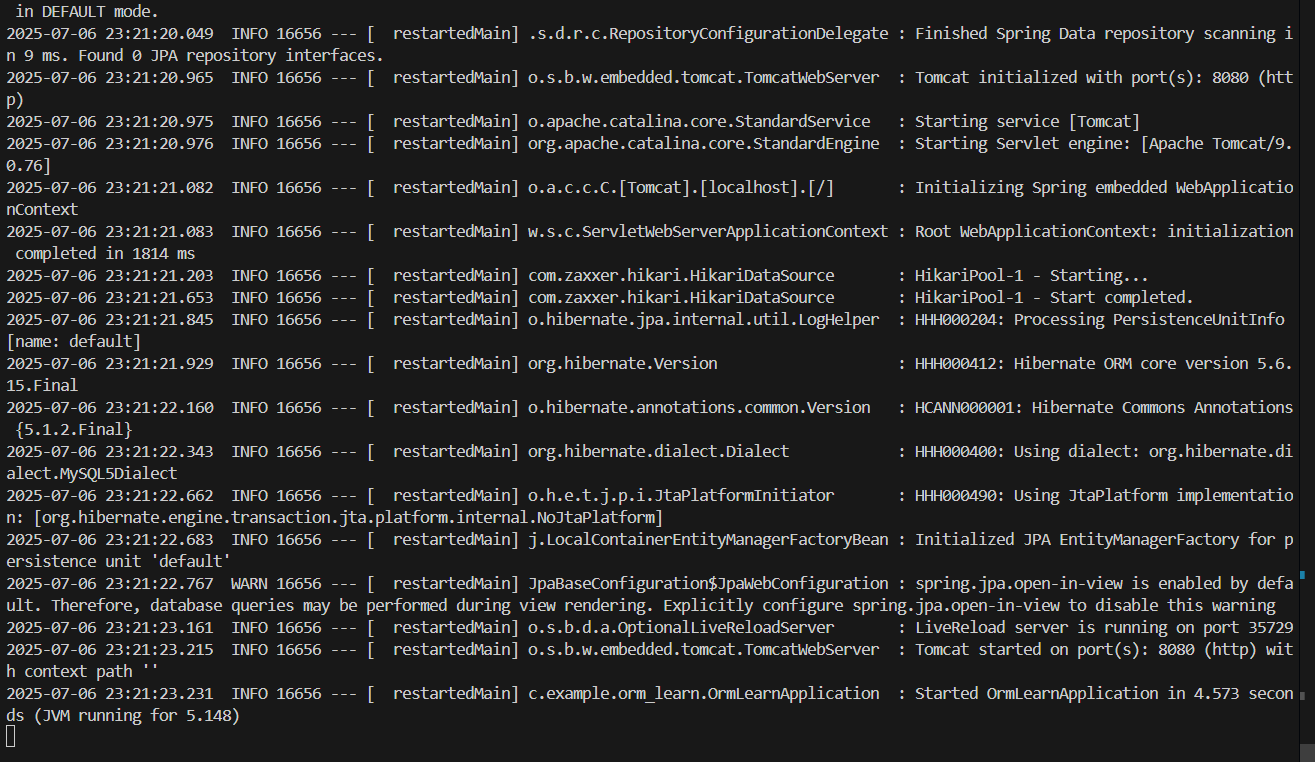 in DEFAULT mode.
2025-07-06 23:21:20.049  INFO 16656 --- [  restartedMain] .s.d.r.c.RepositoryConfigurationDelegate : Finished Spring Data repository scanning i
n 9 ms. Found 0 JPA repository interfaces.
2025-07-06 23:21:20.965  INFO 16656 --- [  restartedMain] o.s.b.w.embedded.tomcat.TomcatWebServer  : Tomcat initialized with port(s): 8080 (htt
p)
2025-07-06 23:21:20.975  INFO 16656 --- [  restartedMain] o.apache.catalina.core.StandardService   : Starting service [Tomcat]
2025-07-06 23:21:20.976  INFO 16656 --- [  restartedMain] org.apache.catalina.core.StandardEngine  : Starting Servlet engine: [Apache Tomcat/9.
0.76]
2025-07-06 23:21:21.082  INFO 16656 --- [  restartedMain] o.a.c.c.C.[Tomcat].[localhost].[/]       : Initializing Spring embedded WebApplicatio
nContext
2025-07-06 23:21:21.083  INFO 16656 --- [  restartedMain] w.s.c.ServletWebServerApplicationContext : Root WebApplicationContext: initialization
 completed in 1814 ms
2025-07-06 23:21:21.203  INFO 16656 --- [  restartedMain] com.zaxxer.hikari.HikariDataSource       : HikariPool-1 - Starting...
2025-07-06 23:21:21.653  INFO 16656 --- [  restartedMain] com.zaxxer.hikari.HikariDataSource       : HikariPool-1 - Start completed.
2025-07-06 23:21:21.845  INFO 16656 --- [  restartedMain] o.hibernate.jpa.internal.util.LogHelper  : HHH000204: Processing PersistenceUnitInfo
[name: default]
2025-07-06 23:21:21.929  INFO 16656 --- [  restartedMain] org.hibernate.Version                    : HHH000412: Hibernate ORM core version 5.6.
15.Final
2025-07-06 23:21:22.160  INFO 16656 --- [  restartedMain] o.hibernate.annotations.common.Version   : HCANN000001: Hibernate Commons Annotations
 {5.1.2.Final}
2025-07-06 23:21:22.343  INFO 16656 --- [  restartedMain] org.hibernate.dialect.Dialect            : HHH000400: Using dialect: org.hibernate.di
alect.MySQL5Dialect
2025-07-06 23:21:22.662  INFO 16656 --- [  restartedMain] o.h.e.t.j.p.i.JtaPlatformInitiator       : HHH000490: Using JtaPlatform implementatio
n: [org.hibernate.engine.transaction.jta.platform.internal.NoJtaPlatform]
2025-07-06 23:21:22.683  INFO 16656 --- [  restartedMain] j.LocalContainerEntityManagerFactoryBean : Initialized JPA EntityManagerFactory for p
ersistence unit 'default'
2025-07-06 23:21:22.767  WARN 16656 --- [  restartedMain] JpaBaseConfiguration$JpaWebConfiguration : spring.jpa.open-in-view is enabled by defa
ult. Therefore, database queries may be performed during view rendering. Explicitly configure spring.jpa.open-in-view to disable this warning
2025-07-06 23:21:23.161  INFO 16656 --- [  restartedMain] o.s.b.d.a.OptionalLiveReloadServer       : LiveReload server is running on port 35729
2025-07-06 23:21:23.215  INFO 16656 --- [  restartedMain] o.s.b.w.embedded.tomcat.TomcatWebServer  : Tomcat started on port(s): 8080 (http) wit
h context path ''
2025-07-06 23:21:23.231  INFO 16656 --- [  restartedMain] c.example.orm_learn.OrmLearnApplication  : Started OrmLearnApplication in 4.573 secon
ds (JVM running for 5.148)